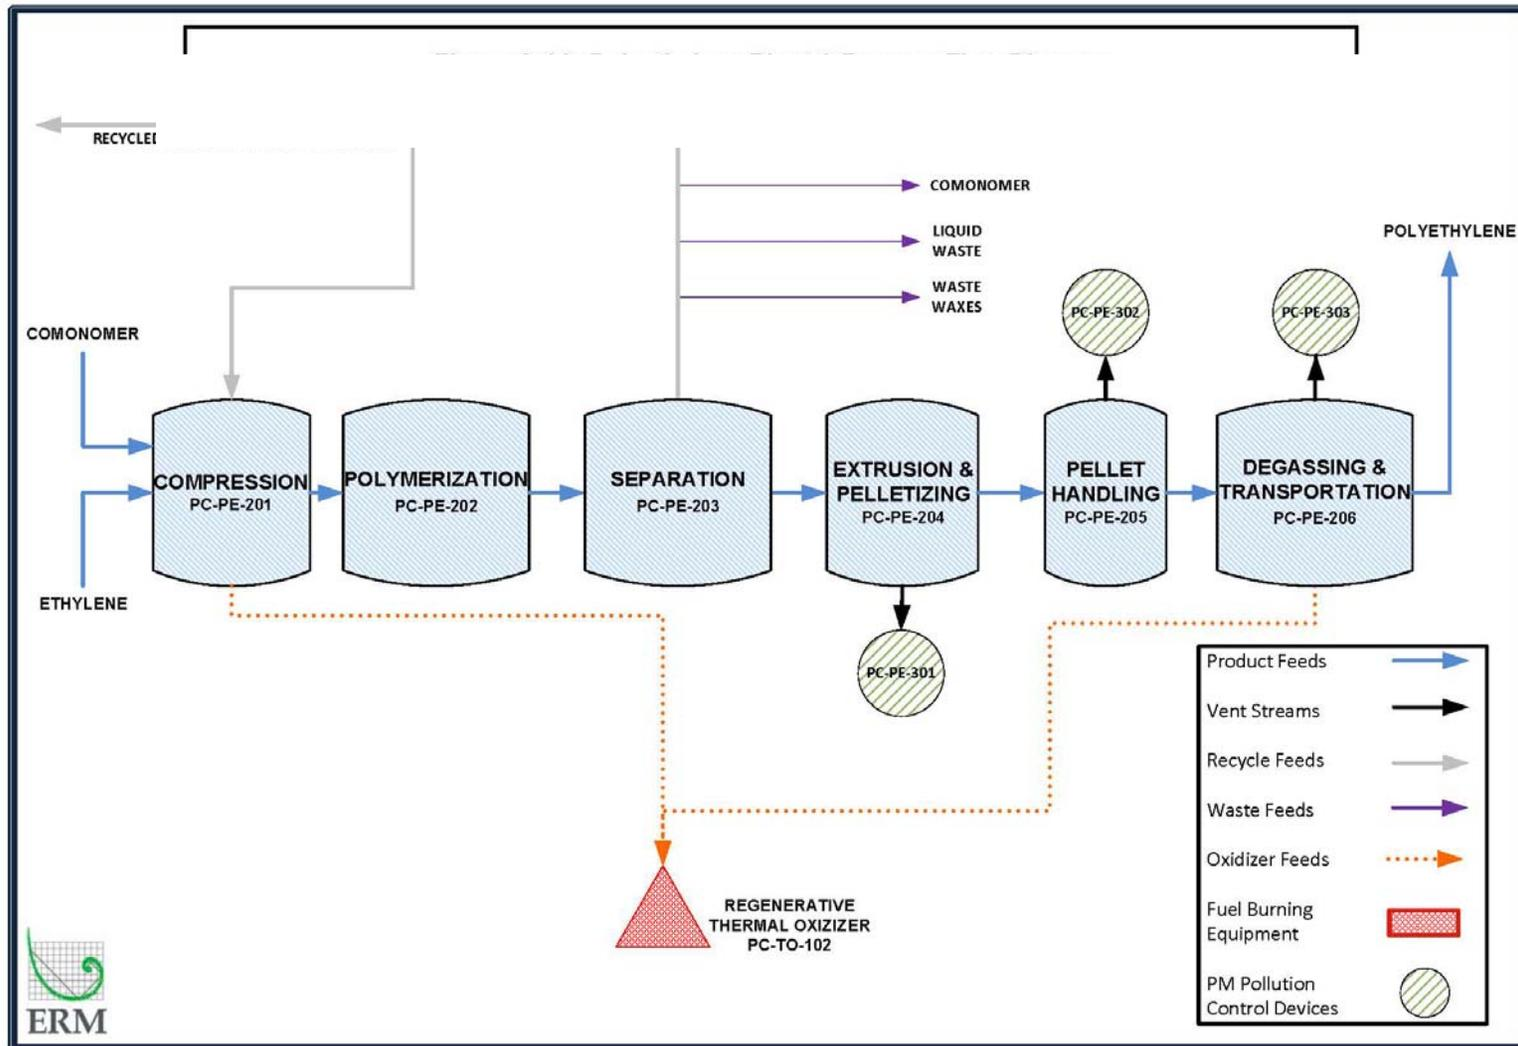 RECYCLED
COMONOMER
LIQUID
WASTE
WASTE
WAXES
POLYETHYLENE
PC-PE-302
PC-PE-303
COMONOMER
COMPRESSION
PC-PE-201
POLYMERIZATION
PC-PE-202
SEPARATION
PC-PE-203
EXTRUSION &
PELLETIZING
PC-PE-204
PELLET
HANDLING
PC-PE-205
DEGASSING &
TRANSPORTATION
PC-PE-206
ETHYLENE
PC-PE-301
REGENERATIVE
THERMAL OXIZIZER
PC-TO-102
Product Feeds
Vent Streams
Recycle Feeds
Waste Feeds
Oxidizer Feeds
Fuel Burning
Equipment
PM Pollution
Control Devices
ERM